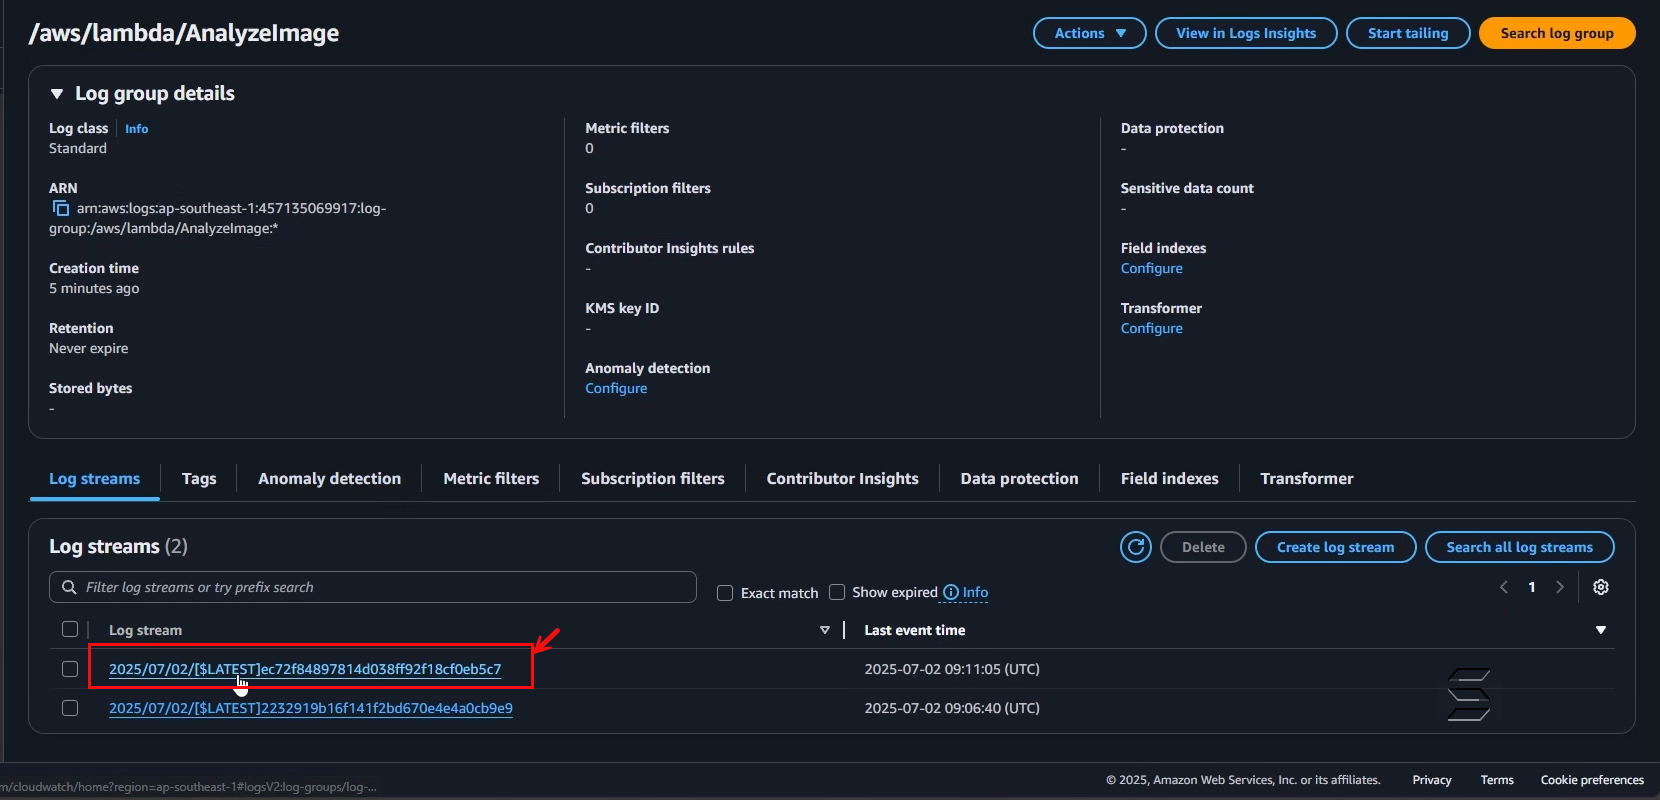 /aws/lambda/AnalyzeImage
Actions
View in Logs Insights
Start tailing
Search log group
Log group details
Log class
Info
Standard
ARN
arn:aws:logs:ap-southeast-1:457135069917:log-
group:/aws/lambda/AnalyzeImage:*
Creation time
5 minutes ago
Retention
Never expire
Stored bytes
-
Metric filters
0
Subscription filters
0
Contributor Insights rules
-
KMS key ID
-
Anomaly detection
Configure
Data protection
-
Sensitive data count
-
Field indexes
Configure
Transformer
Configure
Log streams
Tags
Anomaly detection
Metric filters
Subscription filters
Contributor Insights
Data protection
Field indexes
Transformer
Log streams (2)
Delete
Create log stream
Search all log streams
Filter log streams or try prefix search
Exact match
Show expired
Info
1
Log stream
Last event time
2025/07/02/[$LATEST]ec72f84897814d038ff92f18cf0eb5c7
2025-07-02 09:11:05 (UTC)
2025/07/02/[$LATEST]2232919b16f141f2bd670e4e4a0cb9e9
2025-07-02 09:06:40 (UTC)
© 2025, Amazon Web Services, Inc. or its affiliates.
Privacy
Terms
Cookie preferences
m/cloudwatch/home?region=ap-southeast-1#logsV2:log-groups/log-...